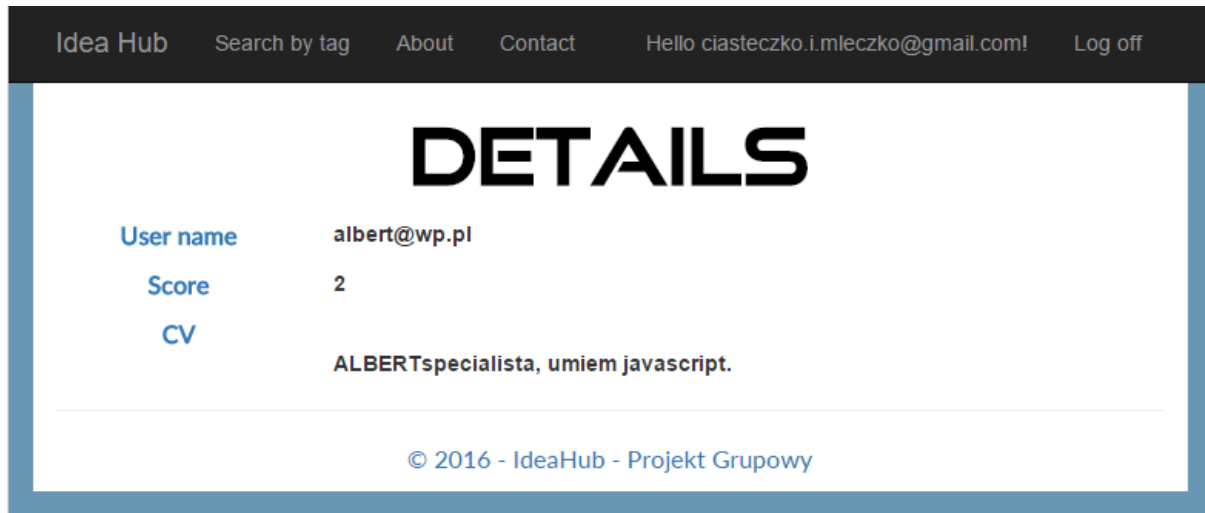 Idea Hub Search by tag About Contact Hello ciasteczko.i.mleczko@gmail.com! Log off
DETAILS
User name albert@wp.pl
Score 2
CV
ALBERTspecialista, umiem javascript.
© 2016 - IdeaHub - Projekt Grupowy